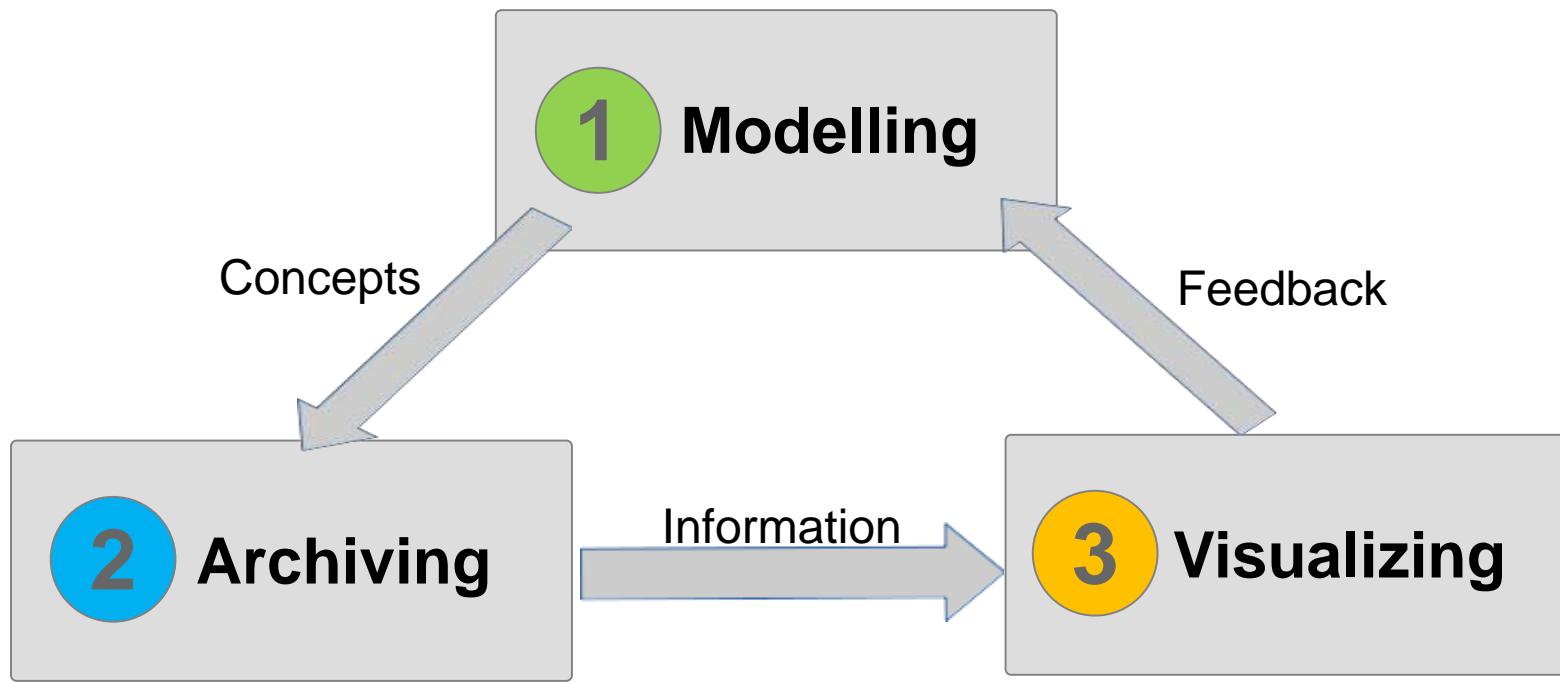 1 Modelling
Concepts
Feedback
2 Archiving
Information
3 Visualizing